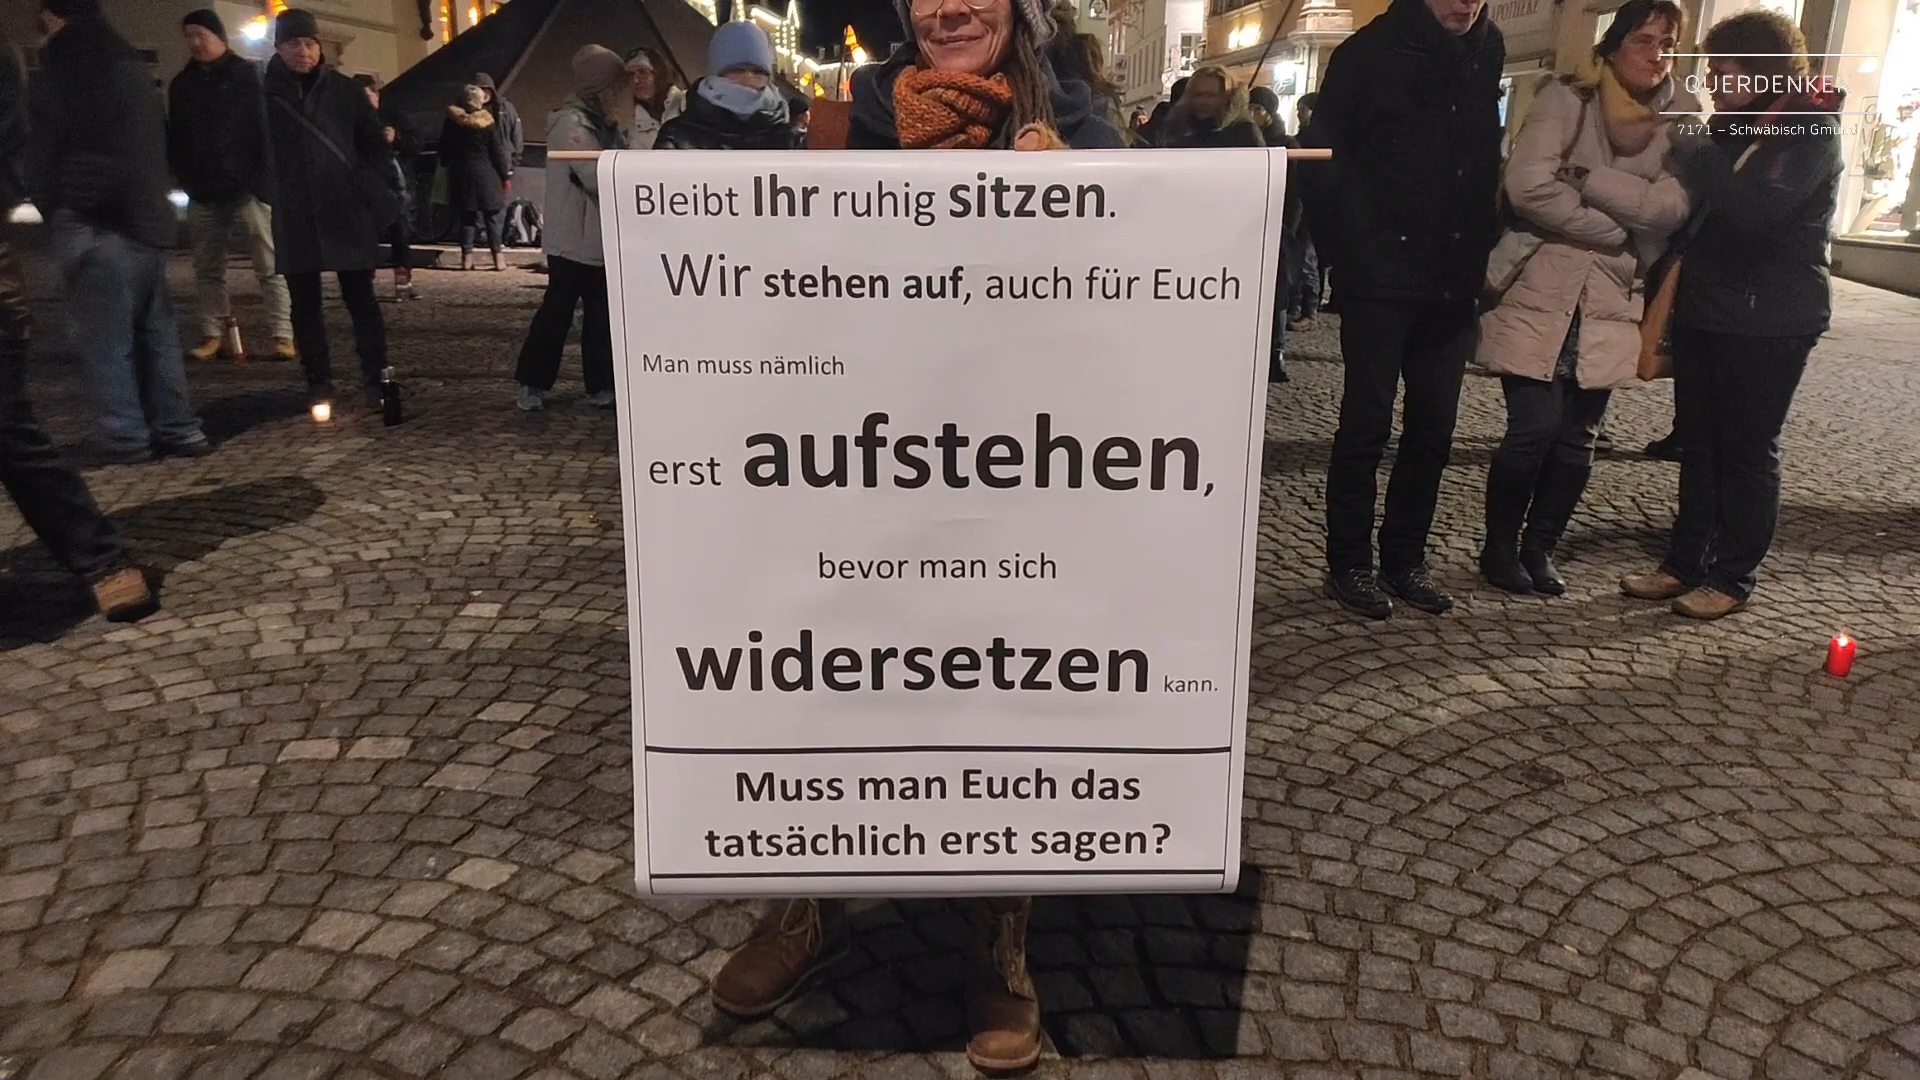 APOTHEKE
QUERDENKEN
7171 – Schwäbisch Gmünd
Bleibt Ihr ruhig sitzen.
Wir stehen auf, auch für Euch
Man muss nämlich
erst aufstehen,
bevor man sich
widersetzen kann.
Muss man Euch das
tatsächlich erst sagen?